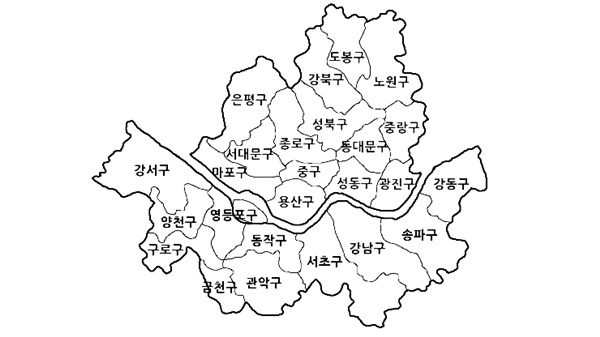 도봉구
강북구
노원구
은평구
성북구
중랑구
종로구
동대문구
서대문구
강서구
마포구
중구
성동구
광진구
강동구
용산구
양천구
영등포구
동작구
송파구
구로구
강남구
서초구
금천구
관악구